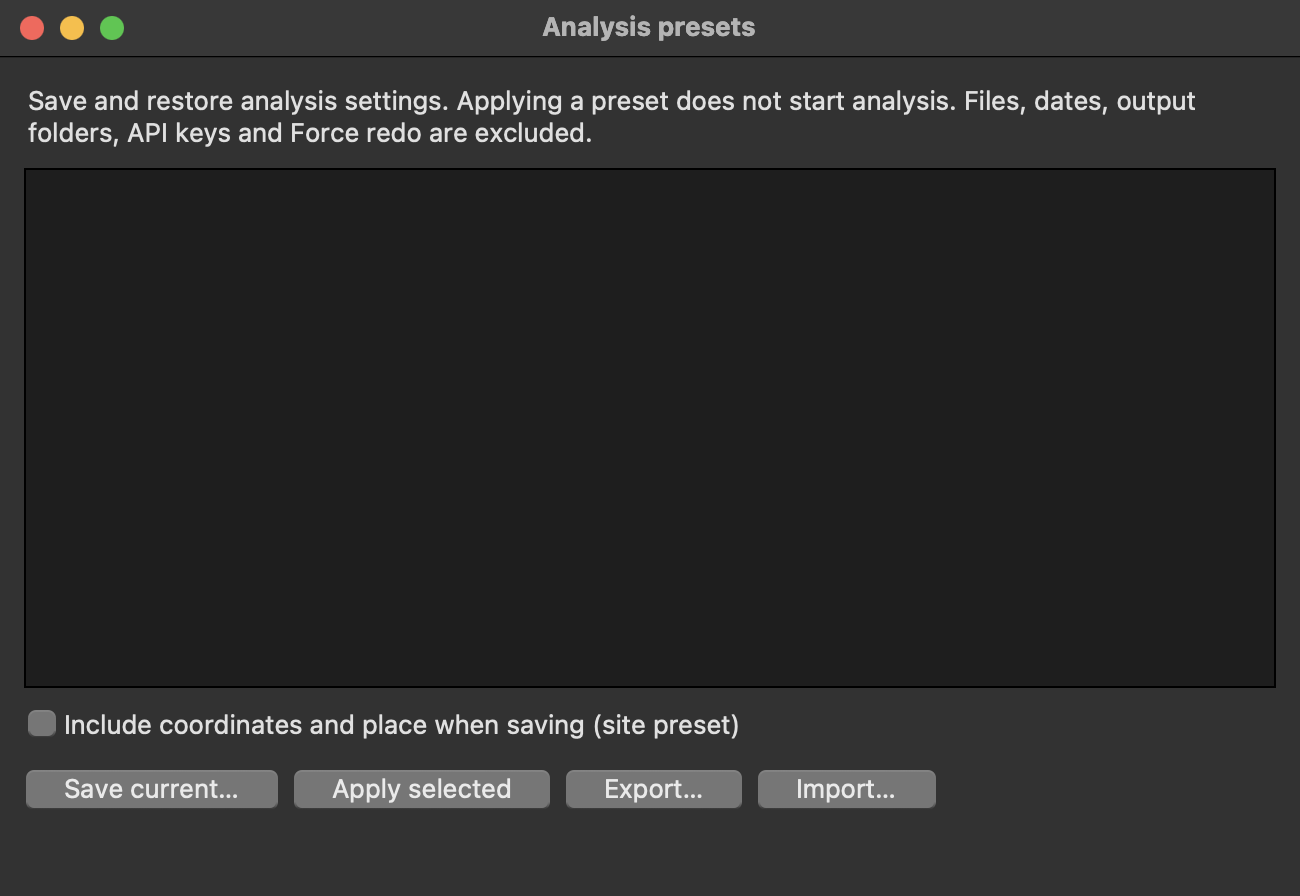 Analysis presets
Save and restore analysis settings. Applying a preset does not start analysis. Files, dates, output
folders, API keys and Force redo are excluded.
Include coordinates and place when saving (site preset)
Save current...
Apply selected
Export...
Import...